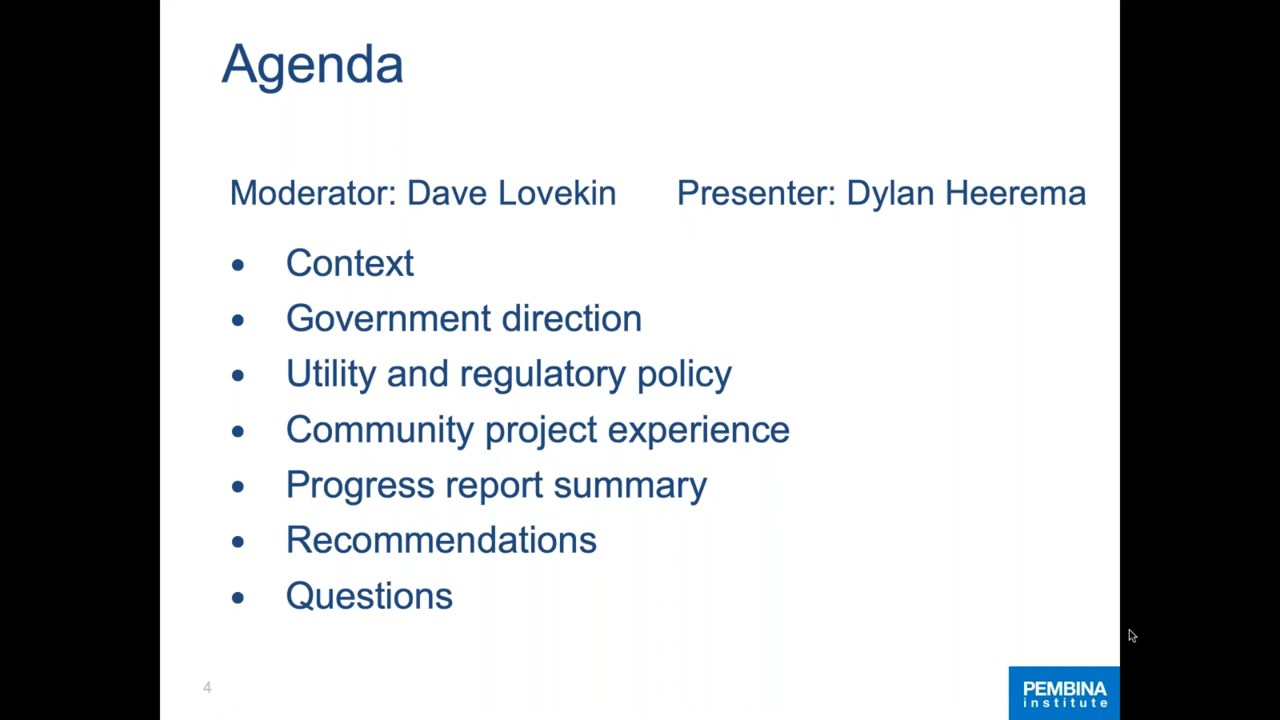 Agenda
Moderator: Dave Lovekin Presenter: Dylan Heerema
• Context
• Government direction
• Utility and regulatory policy
• Community project experience
• Progress report summary
• Recommendations
• Questions
4
PEMBINA
institute